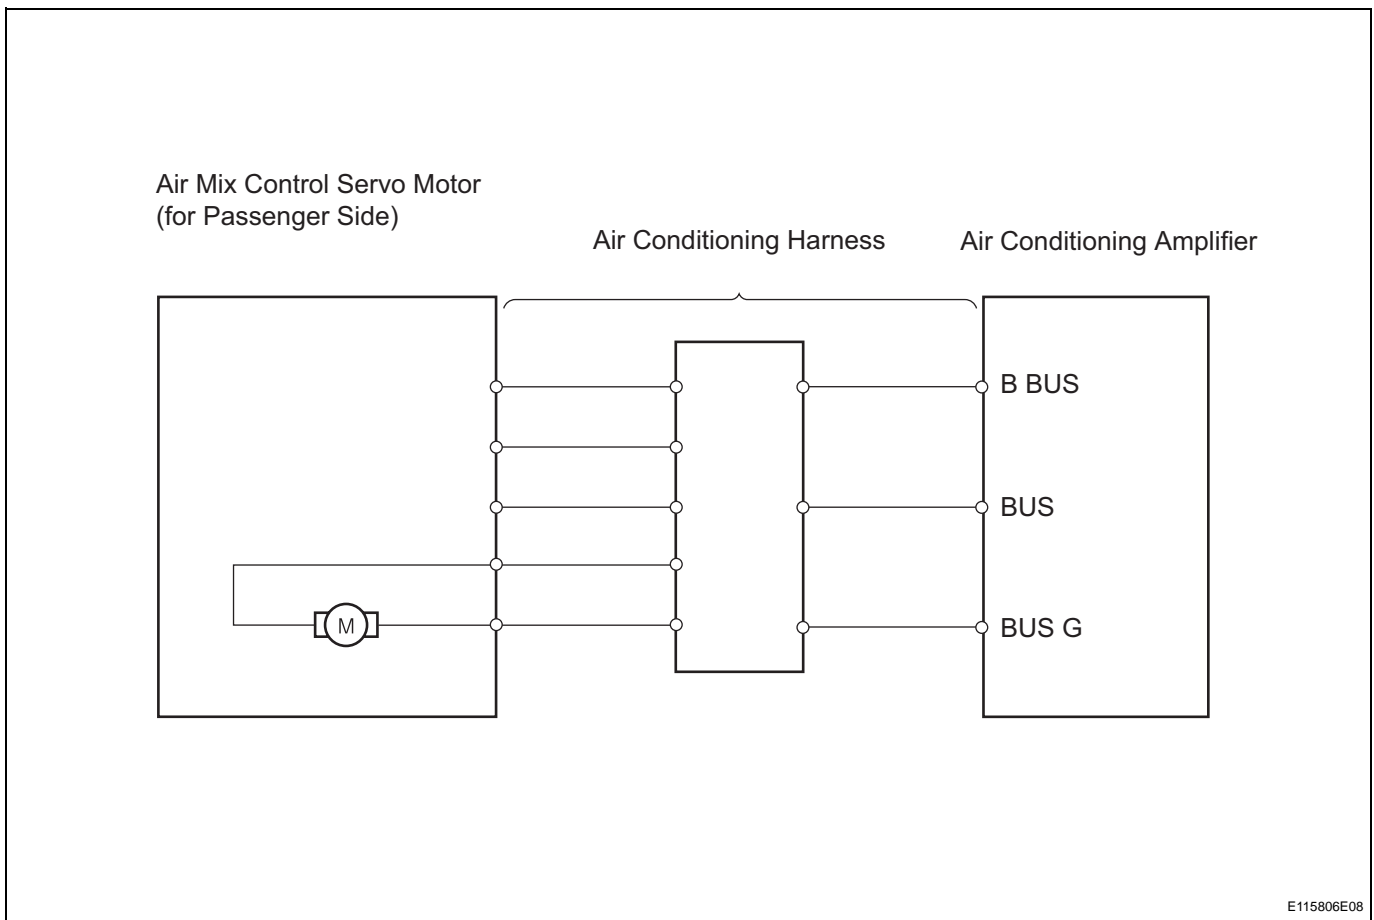 Air Mix Control Servo Motor
(for Passenger Side)
Air Conditioning Harness
Air Conditioning Amplifier
B BUS
BUS
M
BUS G
E115806E08